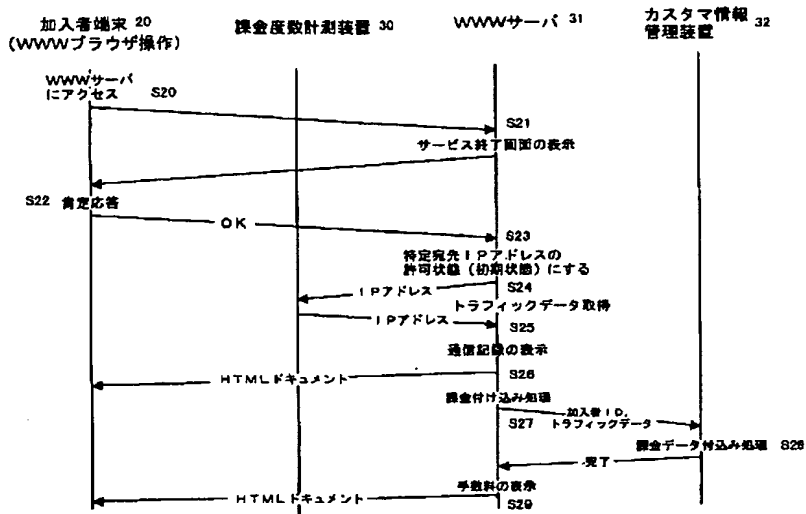 加入者端末 20
(WWWブラウザ操作)
課金度数計測装置 30
WWWサーバ 31
カスタマ情報 32
管理装置
WWWサーバ
にアクセス S20
S21
サービス終了画面の表示
S22 肯定応答
OK
S23
特定宛先IPアドレスの
許可状態(初期状態)にする
S24
IPアドレス
トラフィックデータ取得
IPアドレス
S25
通信記録の表示
S26
HTMLドキュメント
課金付け込み処理
加入者ID,
S27 トラフィックデータ
課金データ付込み処理 S28
完了
手数料の表示
HTMLドキュメント
S29